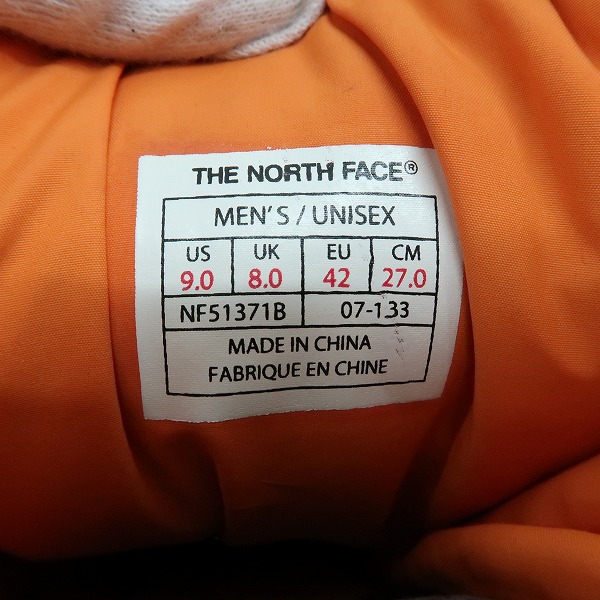 THE NORTH FACE®
MEN'S / UNISEX
US UK EU CM
9.0 8.0 42 27.0
NF51371B 07-1.33
MADE IN CHINA
FABRIQUE EN CHINE